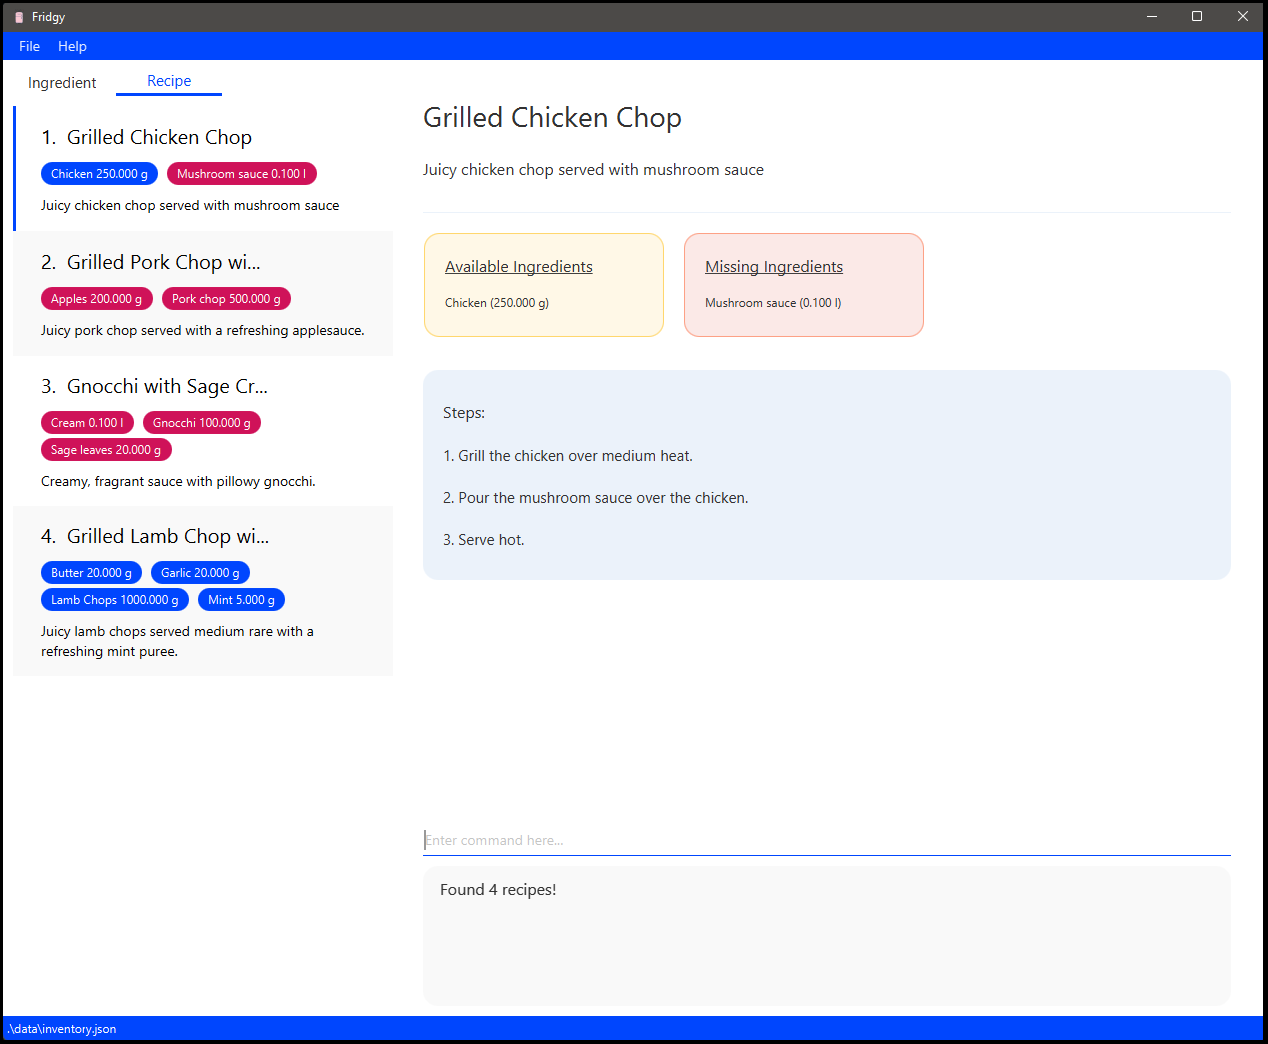 Fridgy
File Help
Ingredient Recipe
1. Grilled Chicken Chop
Chicken 250.000 g Mushroom sauce 0.100 l
Juicy chicken chop served with mushroom sauce
2. Grilled Pork Chop wi...
Apples 200.000 g Pork chop 500.000 g
Juicy pork chop served with a refreshing applesauce.
3. Gnocchi with Sage Cr...
Cream 0.100 l Gnocchi 100.000 g
Sage leaves 20.000 g
Creamy, fragrant sauce with pillowy gnocchi.
4. Grilled Lamb Chop wi...
Butter 20.000 g Garlic 20.000 g
Lamb Chops 1000.000 g Mint 5.000 g
Juicy lamb chops served medium rare with a
refreshing mint puree.
Grilled Chicken Chop
Juicy chicken chop served with mushroom sauce
Available Ingredients
Chicken (250.000 g)
Missing Ingredients
Mushroom sauce (0.100 l)
Steps:
1. Grill the chicken over medium heat.
2. Pour the mushroom sauce over the chicken.
3. Serve hot.
Enter command here...
Found 4 recipes!
.\data\inventory.json